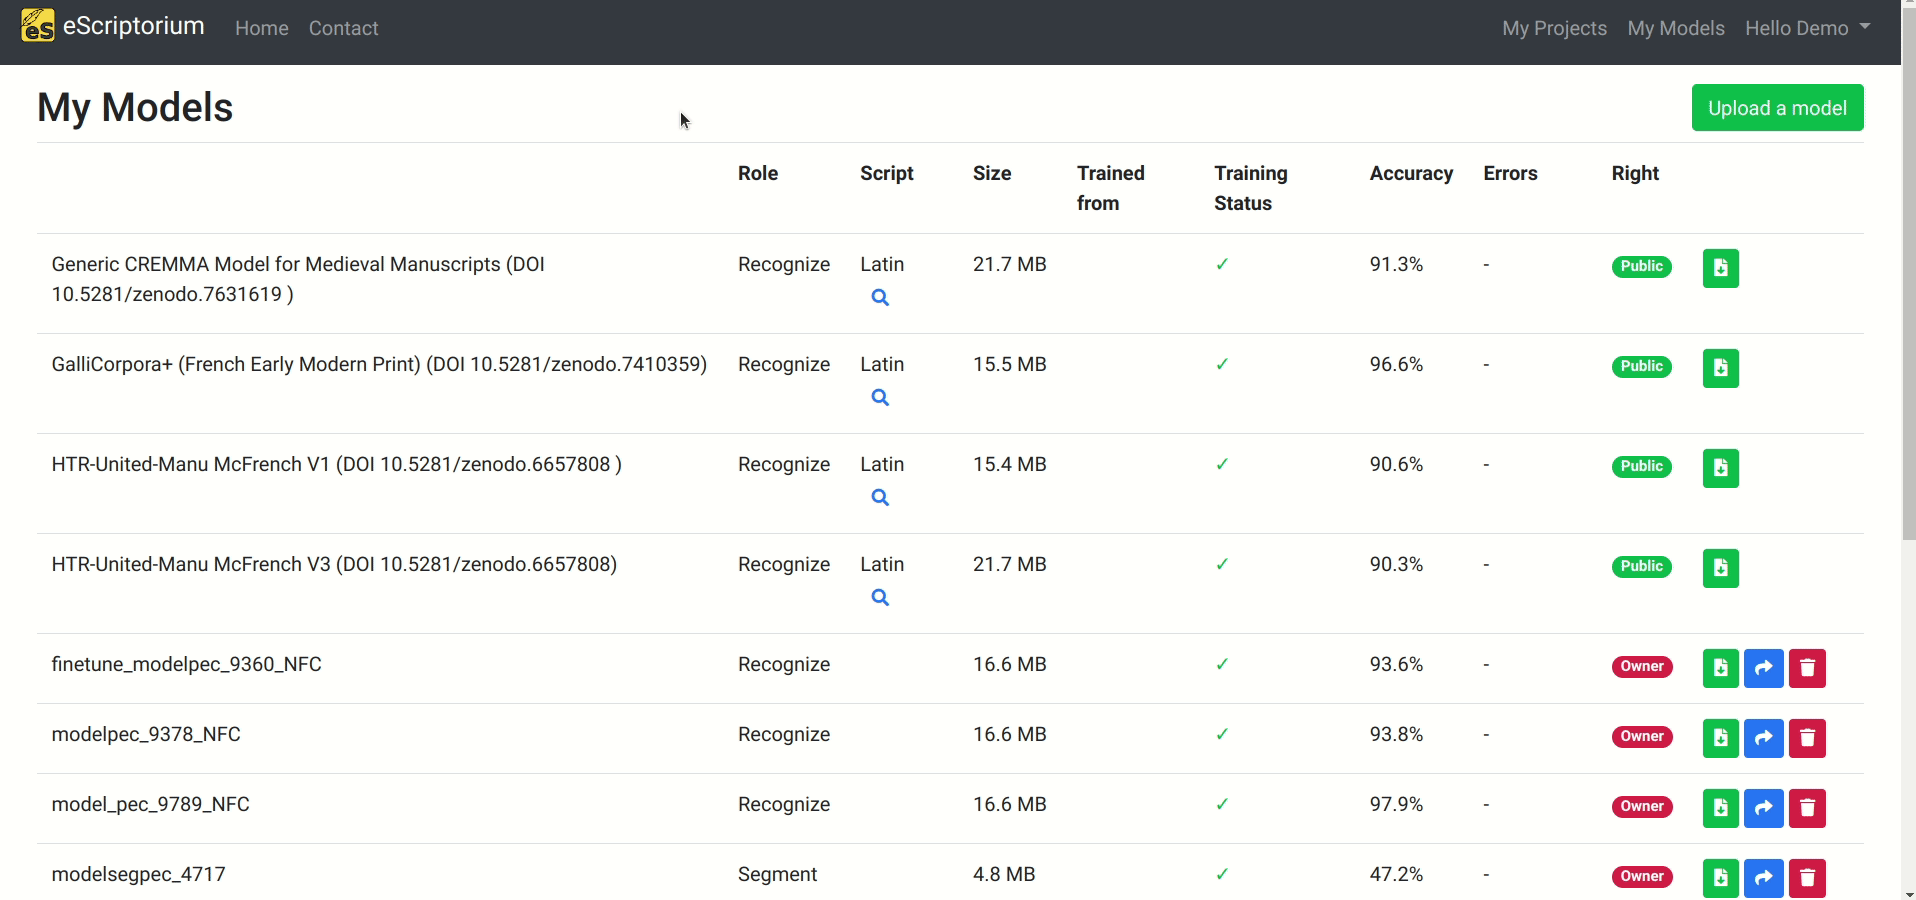 eS eScriptorium Home Contact My Projects My Models Hello Demo
My Models Upload a model
Role Script Size Trained from Training Status Accuracy Errors Right
Generic CREMMA Model for Medieval Manuscripts (DOI Recognize Latin 21.7 MB ✓ 91.3% - Public
10.5281/zenodo.7631619 )
GalliCorpora+ (French Early Modern Print) (DOI 10.5281/zenodo.7410359) Recognize Latin 15.5 MB ✓ 96.6% - Public
HTR-United-Manu McFrench V1 (DOI 10.5281/zenodo.6657808 ) Recognize Latin 15.4 MB ✓ 90.6% - Public
HTR-United-Manu McFrench V3 (DOI 10.5281/zenodo.6657808) Recognize Latin 21.7 MB ✓ 90.3% - Public
finetune_modelpec_9360_NFC Recognize 16.6 MB ✓ 93.6% - Owner
modelpec_9378_NFC Recognize 16.6 MB ✓ 93.8% - Owner
model_pec_9789_NFC Recognize 16.6 MB ✓ 97.9% - Owner
modelsegpec_4717 Segment 4.8 MB ✓ 47.2% - Owner